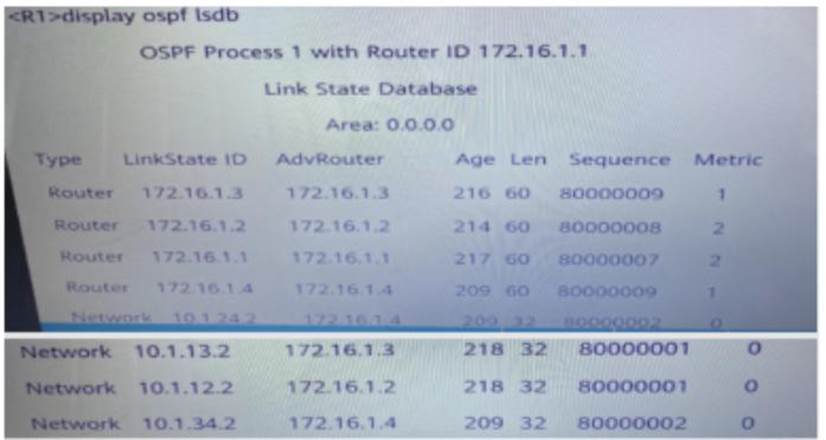 <R1>display ospf lsdb
OSPF Process 1 with Router ID 172.16.1.1
Link State Database
Area: 0.0.0.0
Type LinkState ID AdvRouter Age Len Sequence Metric
Router 172.16.1.3 172.16.1.3 216 60 80000009 1
Router 172.16.1.2 172.16.1.2 214 60 80000008 2
Router 172.16.1.1 172.16.1.1 217 60 80000007 2
Router 172.16.1.4 172.16.1.4 209 60 80000009 1
Network 10.1.24.2 172.16.1.4 209 32 80000002 0
Network 10.1.13.2 172.16.1.3 218 32 80000001 0
Network 10.1.12.2 172.16.1.2 218 32 80000001 0
Network 10.1.34.2 172.16.1.4 209 32 80000002 0